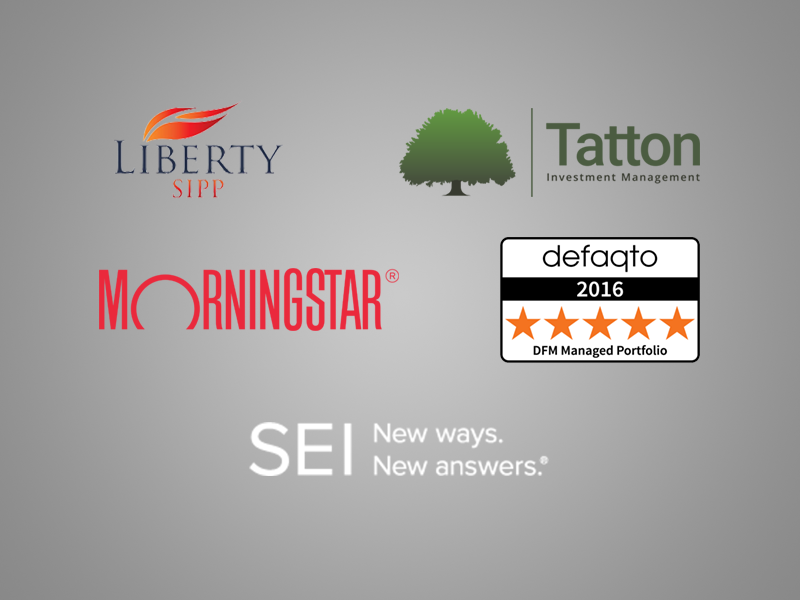 LIBERTY
SIPP
Tatton
Investment Management
MORNINGSTAR®
defaqto
2016
DFM Managed Portfolio
SEI New ways.
New answers.®